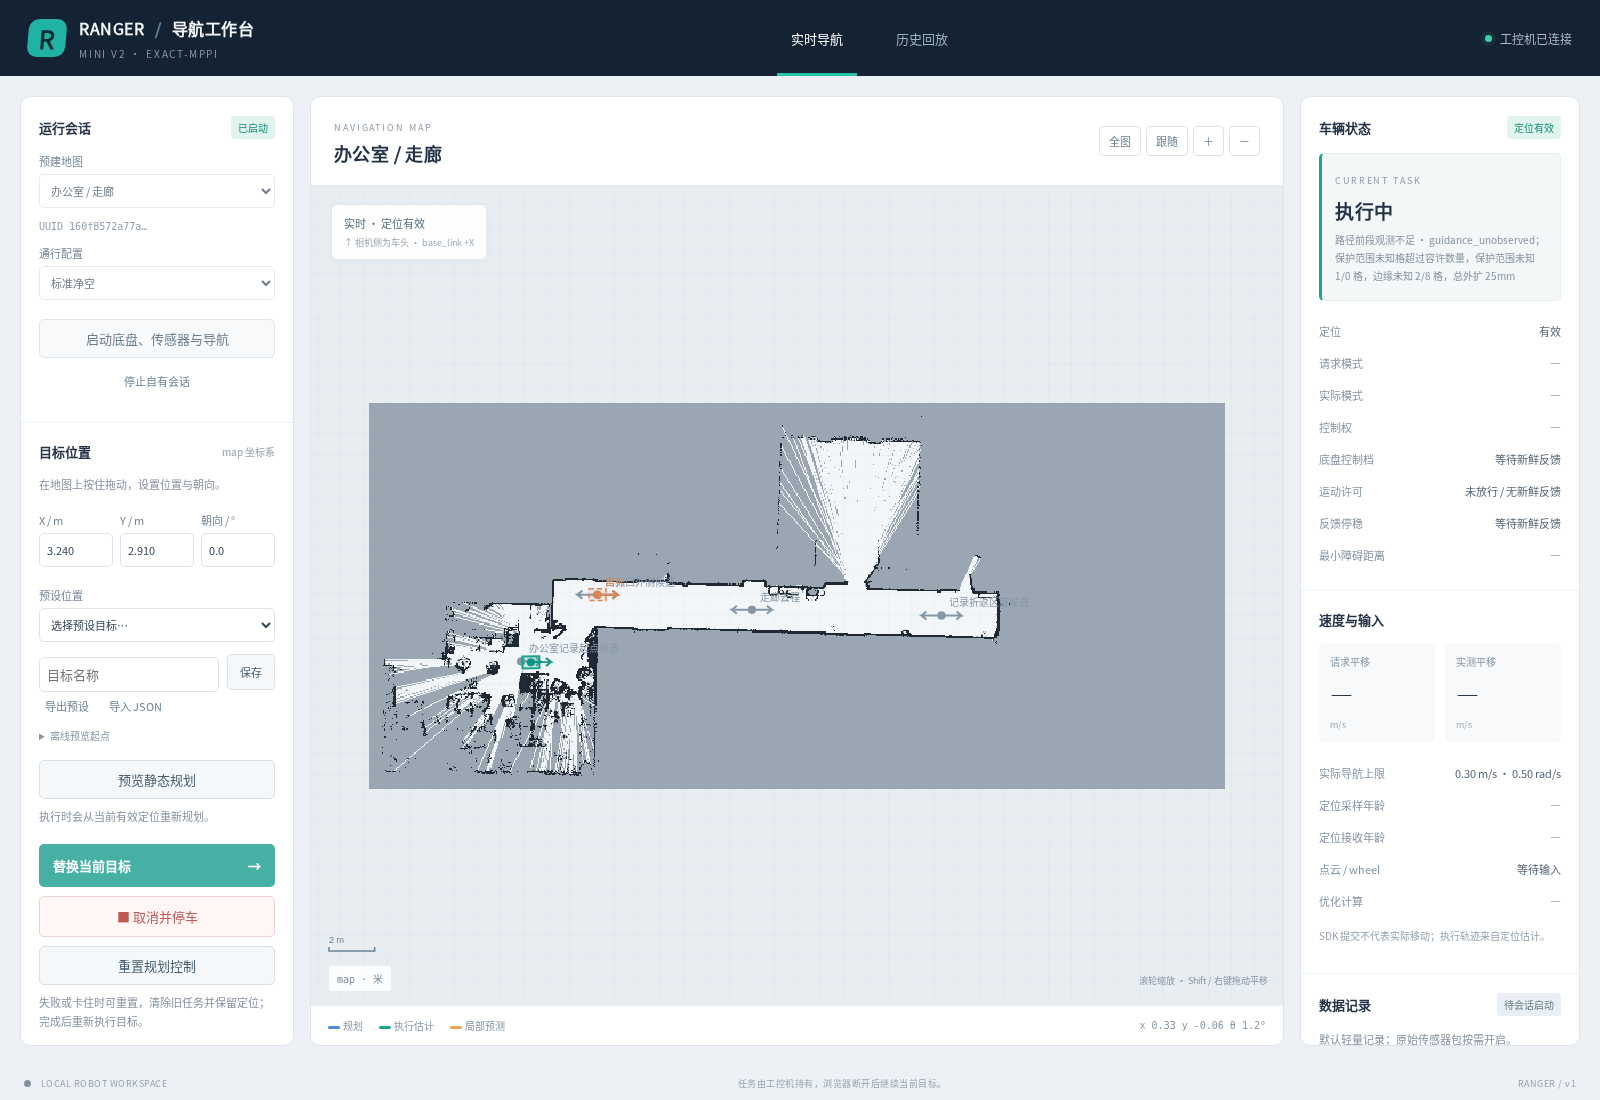 R
RANGER / 导航工作台
MINI V2 · EXACT-MPPI
实时导航
历史回放
工控机已连接
运行会话
已启动
预建地图
办公室 / 走廊
UUID 160f8572a77a…
通行配置
标准净空
启动底盘、传感器与导航
停止自有会话
目标位置
map 坐标系
在地图上按住拖动，设置位置与朝向。
X / m
Y / m
朝向 / °
3.240
2.910
0.0
预设位置
选择预设目标…
目标名称
保存
导出预设
导入 JSON
▶ 离线预览起点
预览静态规划
执行时会从当前有效定位重新规划。
替换当前目标 →
■ 取消并停车
重置规划控制
失败或卡住时可重置，清除旧任务并保留定位；
完成后重新执行目标。
NAVIGATION MAP
办公室 / 走廊
全图
跟随
+
−
实时 · 定位有效
↑ 相机侧为车头 · base_link +X
走廊去程
记录折返区
办公室记录
2 m
map · 米
滚轮缩放 · Shift / 右键拖动平移
规划
执行估计
局部预测
x 0.33 y -0.06 θ 1.2°
车辆状态
定位有效
CURRENT TASK
执行中
路径前段观测不足 · guidance_unobserved；
保护范围未知格超过容许数量，保护范围未知
1/0 格，边缘未知 2/8 格，总外扩 25mm
定位 有效
请求模式 —
实际模式 —
控制权 —
底盘控制档 等待新鲜反馈
运动许可 未放行 / 无新鲜反馈
反馈停稳 等待新鲜反馈
最小障碍距离 —
速度与输入
请求平移
—
m/s
实测平移
—
m/s
实际导航上限 0.30 m/s · 0.50 rad/s
定位采样年龄 —
定位接收年龄 —
点云 / wheel 等待输入
优化计算 —
SDK 提交不代表实际移动；执行轨迹来自定位估计。
数据记录
待会话启动
默认轻量记录；原始传感器包按需开启。
LOCAL ROBOT WORKSPACE
任务由工控机持有，浏览器断开后继续当前目标。
RANGER / v1